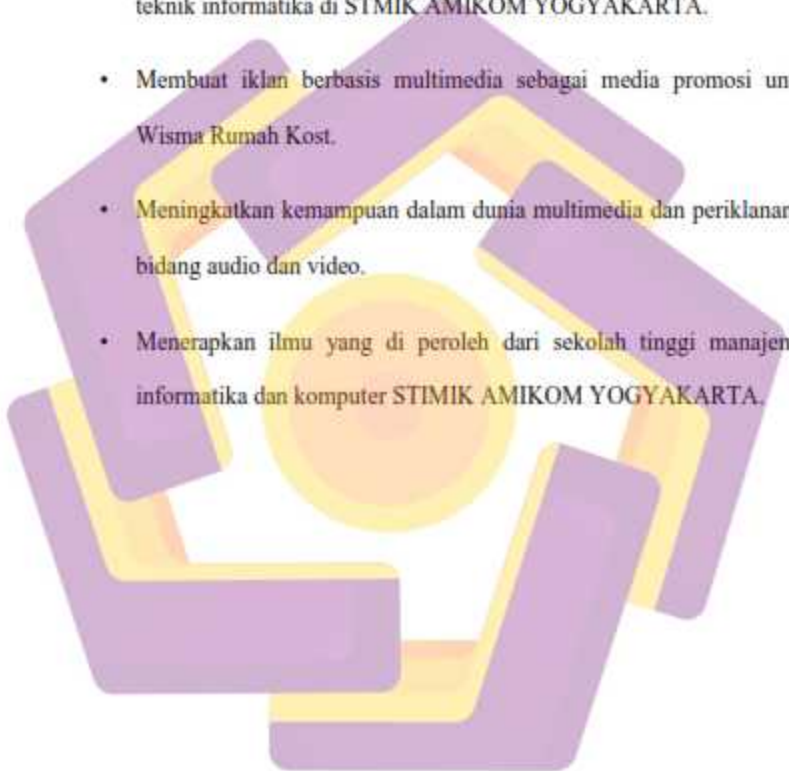 teknik informatika di STMIK AMIKOM YOGYAKARTA.
• Membuat iklan berbasis multimedia sebagai media promosi un
Wisma Rumah Kost.
• Meningkatkan kemampuan dalam dunia multimedia dan periklanan
bidang audio dan video.
• Menerapkan ilmu yang di peroleh dari sekolah tinggi manajen
informatika dan komputer STIMIK AMIKOM YOGYAKARTA.